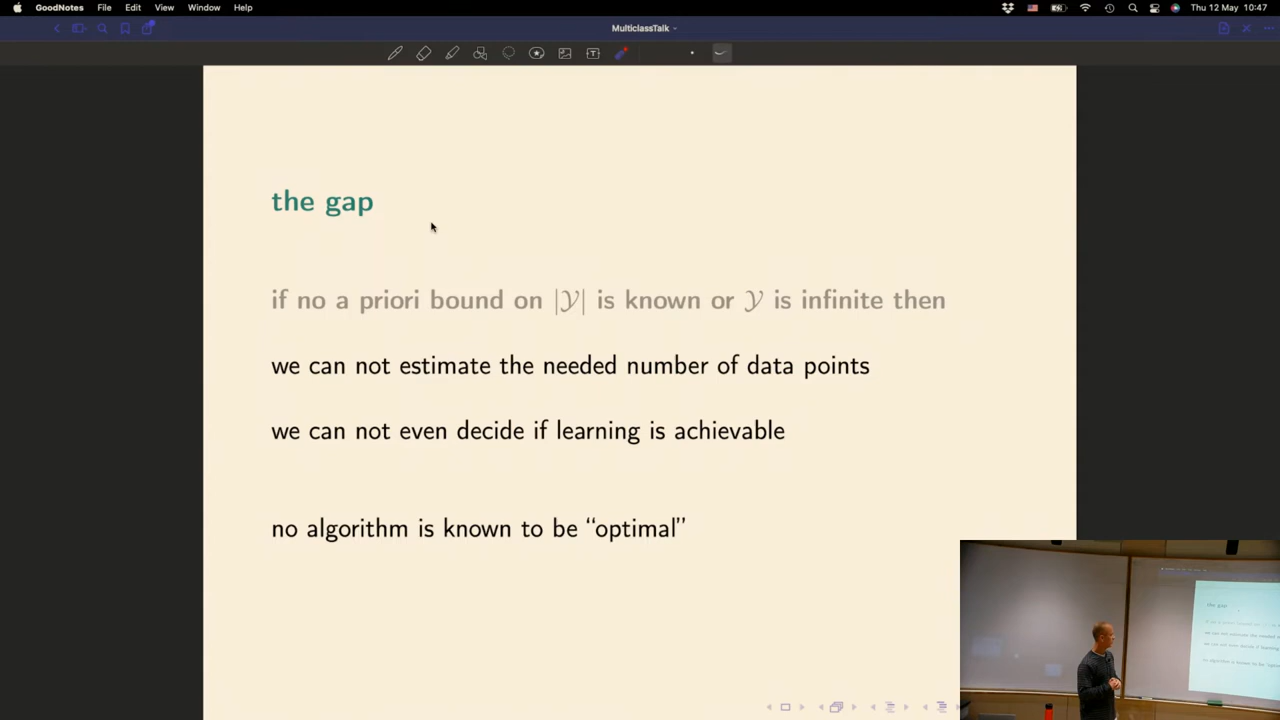 GoodNotes File Edit View Window Help Thu 12 May 10:47
MulticlassTalk
the gap
if no a priori bound on |𝒴| is known or 𝒴 is infinite then
we can not estimate the needed number of data points
we can not even decide if learning is achievable
no algorithm is known to be “optimal”
the gap